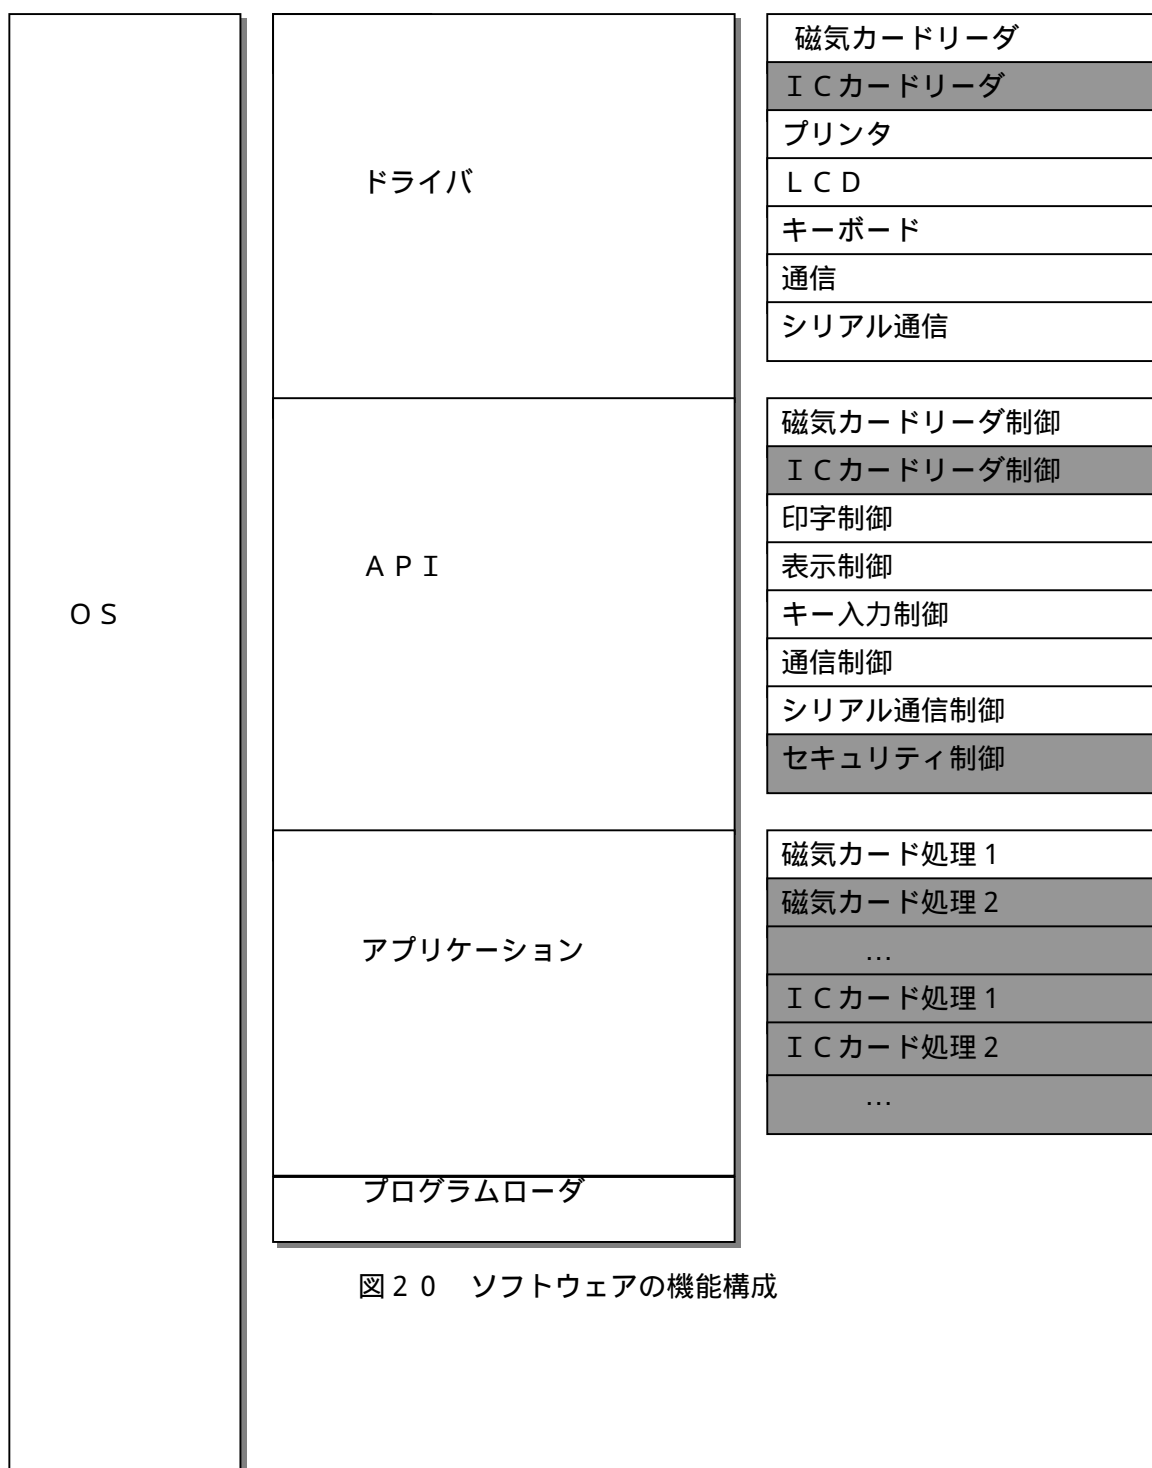 ＯＳ
ドライバ
磁気カードリーダ
ＩＣカードリーダ
プリンタ
ＬＣＤ
キーボード
通信
シリアル通信
ＡＰＩ
磁気カードリーダ制御
ＩＣカードリーダ制御
印字制御
表示制御
キー入力制御
通信制御
シリアル通信制御
セキュリティ制御
アプリケーション
磁気カード処理１
磁気カード処理２
…
ＩＣカード処理１
ＩＣカード処理２
…
プログラムローダ
図２０　ソフトウェアの機能構成